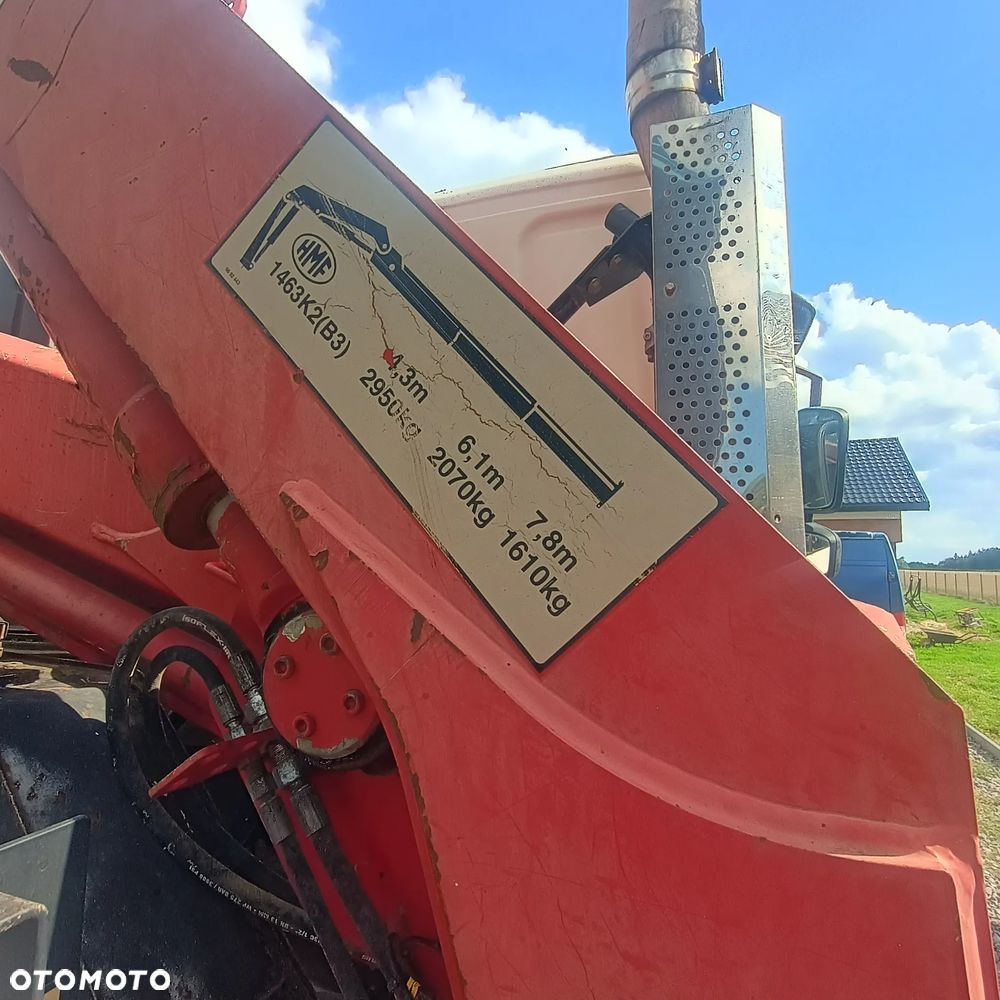 HMF
1463K2(B3)
4,3m
2950kg
6,1m
2070kg
7,8m
1610kg
OTOMOTO